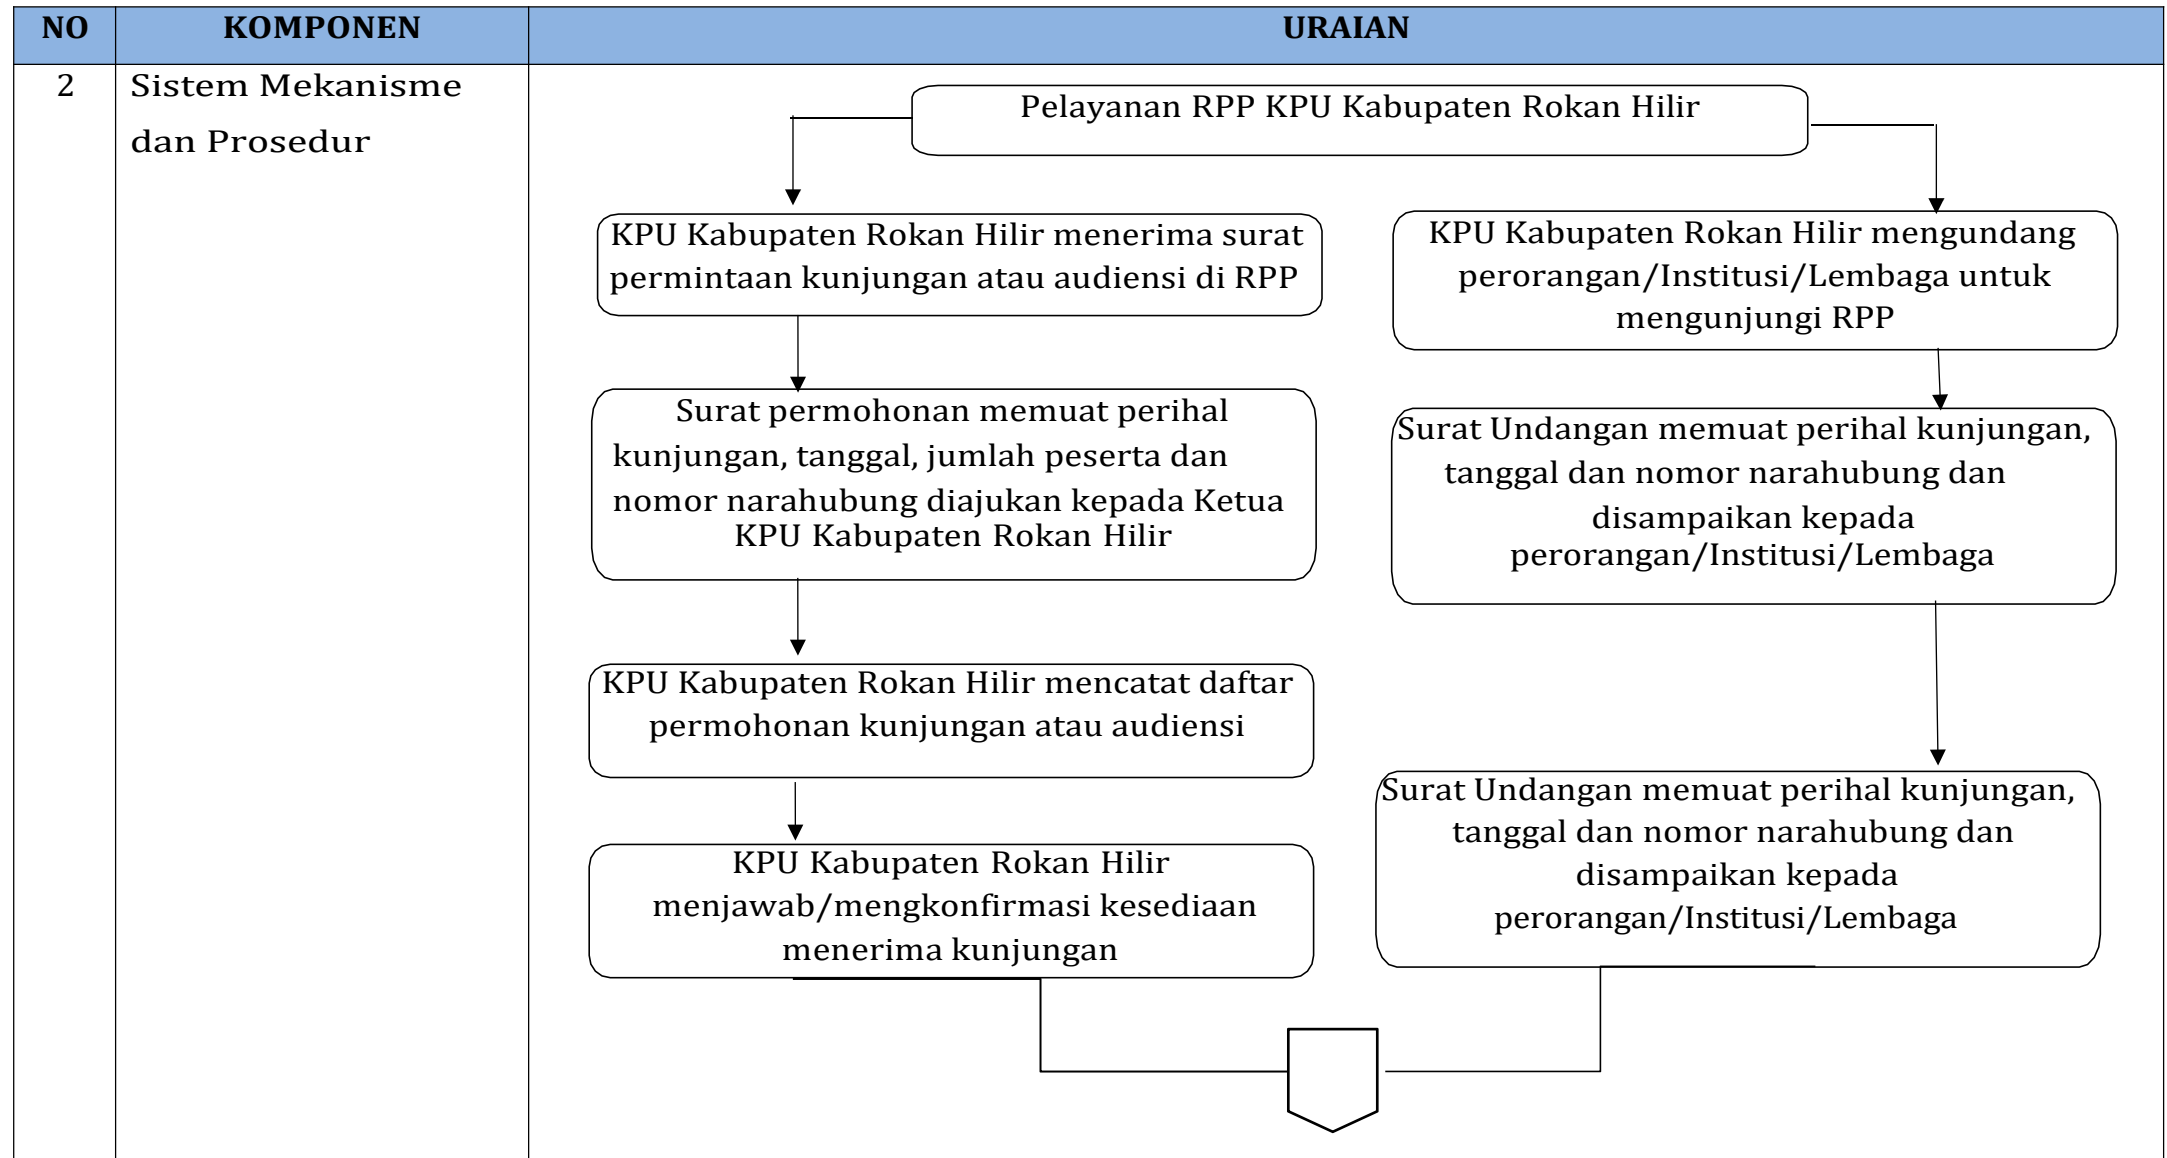 NO KOMPONEN URAIAN
2 Sistem Mekanisme
dan Prosedur
Pelayanan RPP KPU Kabupaten Rokan Hilir
KPU Kabupaten Rokan Hilir menerima surat
permintaan kunjungan atau audiensi di RPP
Surat permohonan memuat perihal
kunjungan, tanggal, jumlah peserta dan
nomor narahubung diajukan kepada Ketua
KPU Kabupaten Rokan Hilir
KPU Kabupaten Rokan Hilir mencatat daftar
permohonan kunjungan atau audiensi
KPU Kabupaten Rokan Hilir
menjawab/mengkonfirmasi kesediaan
menerima kunjungan
KPU Kabupaten Rokan Hilir mengundang
perorangan/Institusi/Lembaga untuk
mengunjungi RPP
Surat Undangan memuat perihal kunjungan,
tanggal dan nomor narahubung dan
disampaikan kepada
perorangan/Institusi/Lembaga
Surat Undangan memuat perihal kunjungan,
tanggal dan nomor narahubung dan
disampaikan kepada
perorangan/Institusi/Lembaga